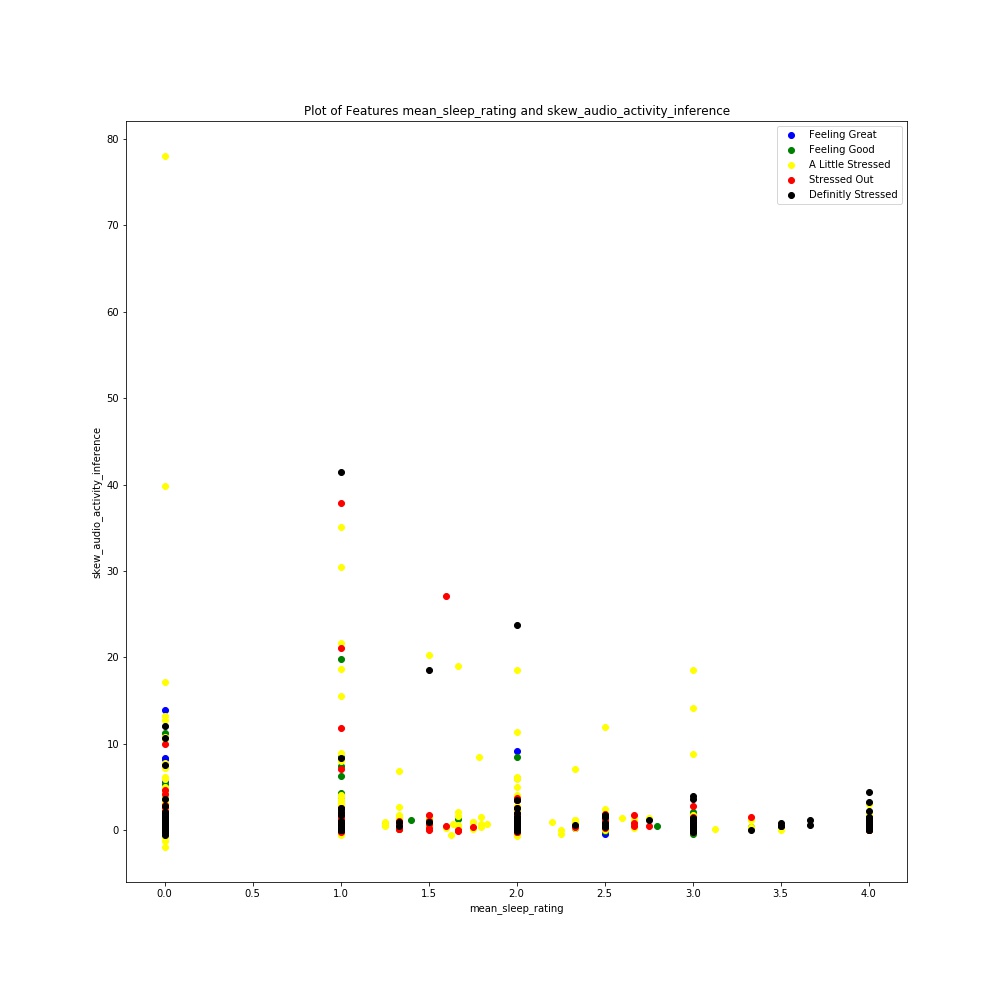 Plot of Features mean_sleep_rating and skew_audio_activity_inference
Feeling Great
Feeling Good
A Little Stressed
Stressed Out
Definitly Stressed
80
70
60
50
40
30
20
10
0
skew_audio_activity_inference
0.0 0.5 1.0 1.5 2.0 2.5 3.0 3.5 4.0
mean_sleep_rating